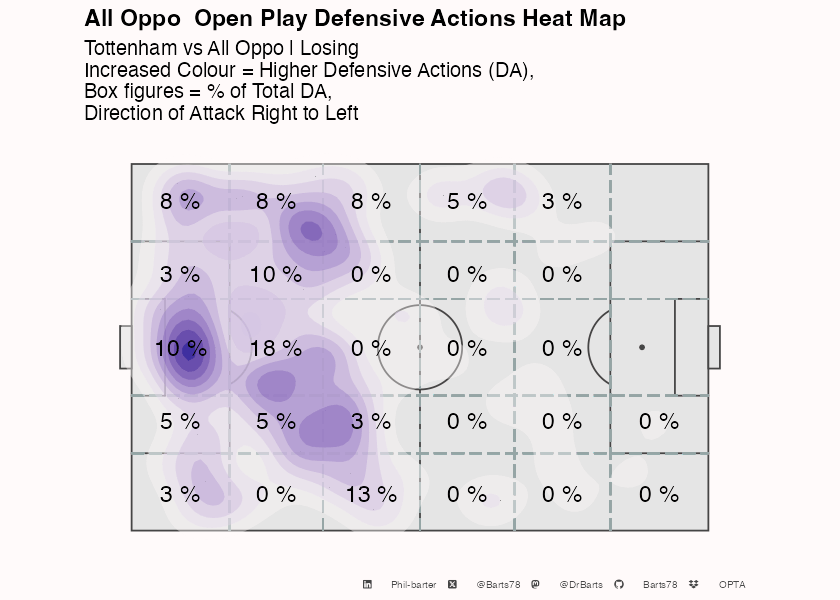 All Oppo  Open Play Defensive Actions Heat Map
Tottenham vs All Oppo | Losing
Increased Colour = Higher Defensive Actions (DA),
Box figures = % of Total DA,
Direction of Attack Right to Left
8 % 8 % 8 % 5 % 3 %
3 % 10 % 0 % 0 % 0 %
10 % 18 % 0 % 0 % 0 %
5 % 5 % 3 % 0 % 0 % 0 %
3 % 0 % 13 % 0 % 0 % 0 %
Phil-barter @Barts78 @DrBarts Barts78 OPTA